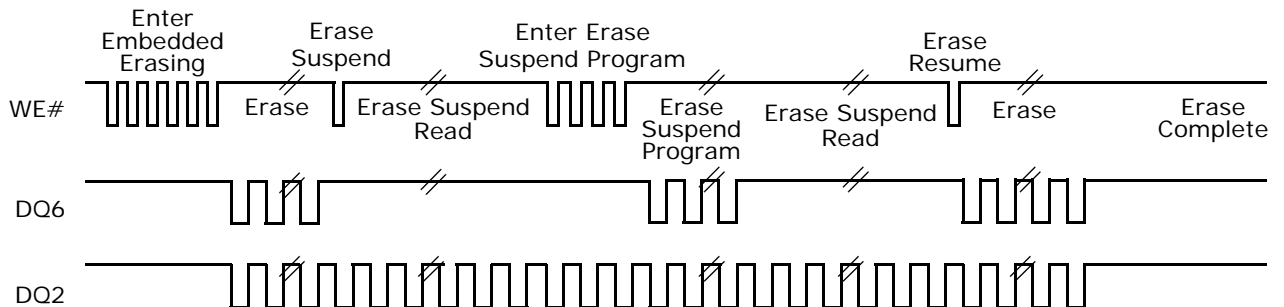 Enter
Embedded
Erasing
Erase
Suspend
Enter Erase
Suspend Program
Erase
Resume
WE#
Erase
Erase Suspend
Read
Erase
Suspend
Program
Erase Suspend
Read
Erase
Erase
Complete
DQ6
DQ2